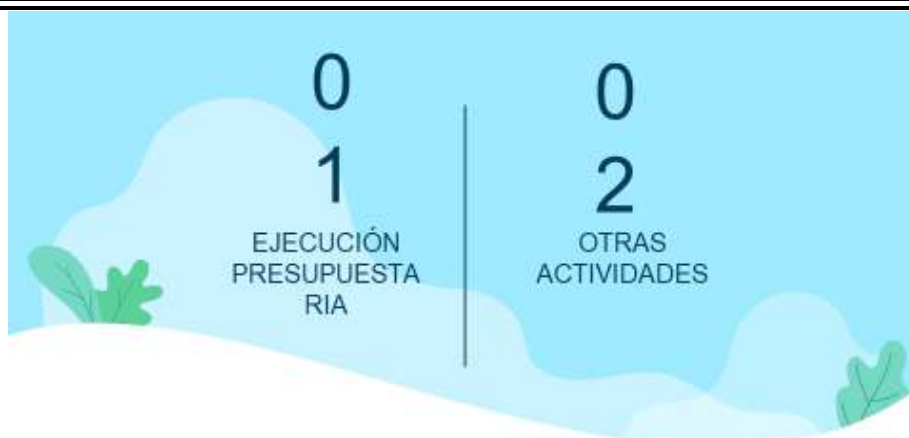 0
1
EJECUCIÓN
PRESUPUESTA
RIA
0
2
OTRAS
ACTIVIDADES